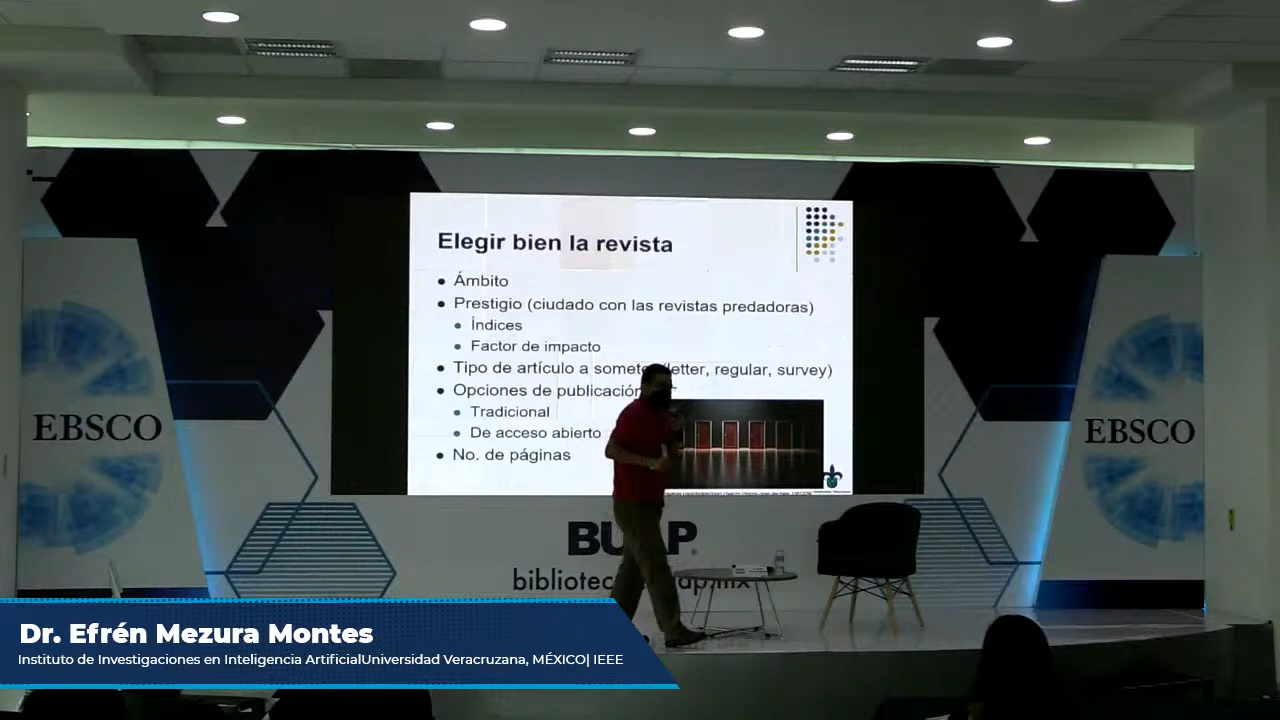 Elegir bien la revista
Ámbito
Prestigio (ciudado con las revistas predadoras)
Índices
Factor de impacto
Tipo de artículo a somete letter, regular, survey)
Opciones de publicación
Tradicional
De acceso abierto
No. de páginas
EBSCO
EBSCO
BU P
bibliotec
Dr. Efrén Mezura Montes
Instituto de Investigaciones en Inteligencia ArtificialUniversidad Veracruzana, MÉXICO| IEEE